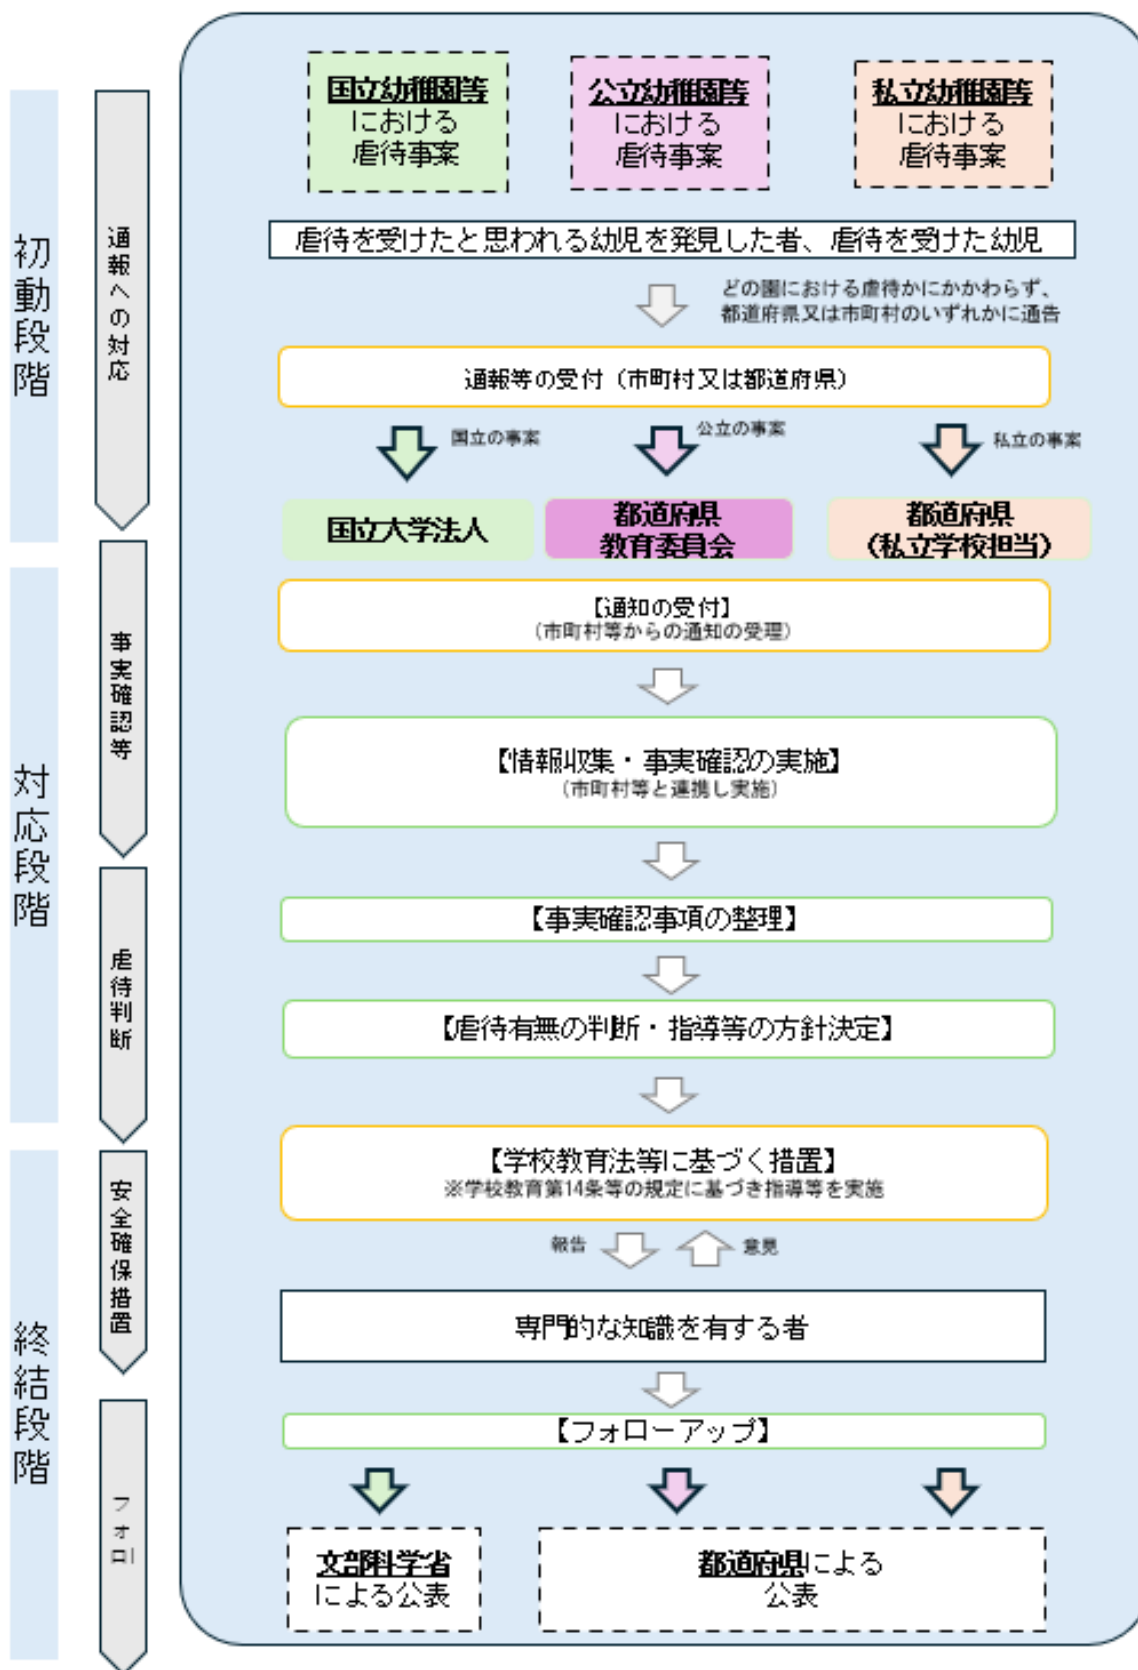 国立幼稚園等
における
虐待事案
公立幼稚園等
における
虐待事案
私立幼稚園等
における
虐待事案
初動段階
通報への対応
虐待を受けたと思われる幼児を発見した者、虐待を受けた幼児
どの園における虐待かにかかわらず、
都道府県又は市町村のいずれかに通告
通報等の受付（市町村又は都道府県）
国立の事案
公立の事案
私立の事案
国立大学法人
都道府県
教育委員会
都道府県
（私立学校担当）
対応段階
事実確認等
【通知の受付】
（市町村等からの通知の受理）
【情報収集・事実確認の実施】
（市町村等と連携し実施）
【事実確認事項の整理】
虐待判断
【虐待有無の判断・指導等の方針決定】
終結段階
安全確保措置
【学校教育法等に基づく措置】
※学校教育第14条等の規定に基づき指導等を実施
報告
意見
専門的な知識を有する者
フォロー
【フォローアップ】
文部科学省
による公表
都道府県による
公表